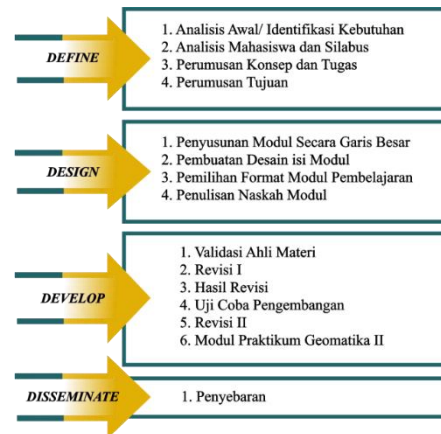 DEFINE
1. Analisis Awal/ Identifikasi Kebutuhan
2. Analisis Mahasiswa dan Silabus
3. Perumusan Konsep dan Tugas
4. Perumusan Tujuan
DESIGN
1. Penyusunan Modul Secara Garis Besar
2. Pembuatan Desain isi Modul
3. Pemilihan Format Modul Pembelajaran
4. Penulisan Naskah Modul
DEVELOP
1. Validasi Ahli Materi
2. Revisi I
3. Hasil Revisi
4. Uji Coba Pengembangan
5. Revisi II
6. Modul Praktikum Geomatika II
DISSEMINATE
1. Penyebaran